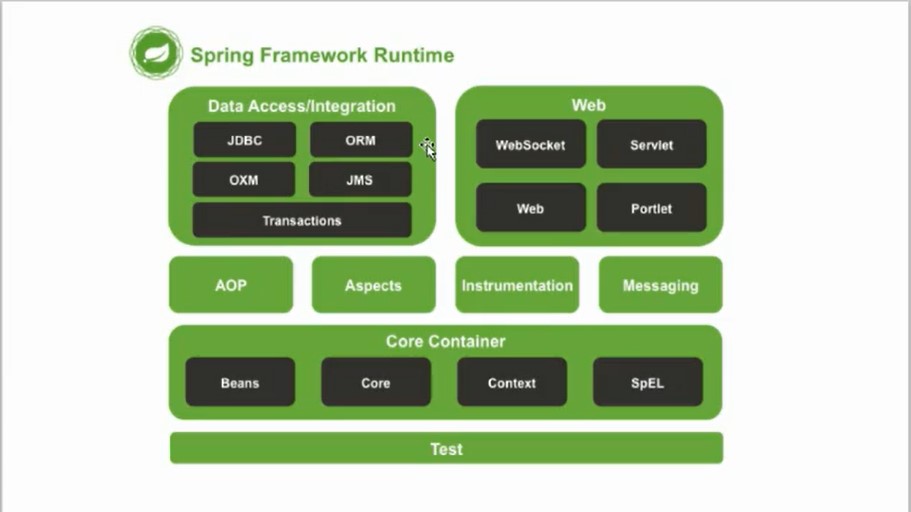 Spring Framework Runtime
Data Access/Integration
JDBC
ORM
OXM
JMS
Transactions
Web
WebSocket
Servlet
Web
Portlet
AOP
Aspects
Instrumentation
Messaging
Core Container
Beans
Core
Context
SpEL
Test